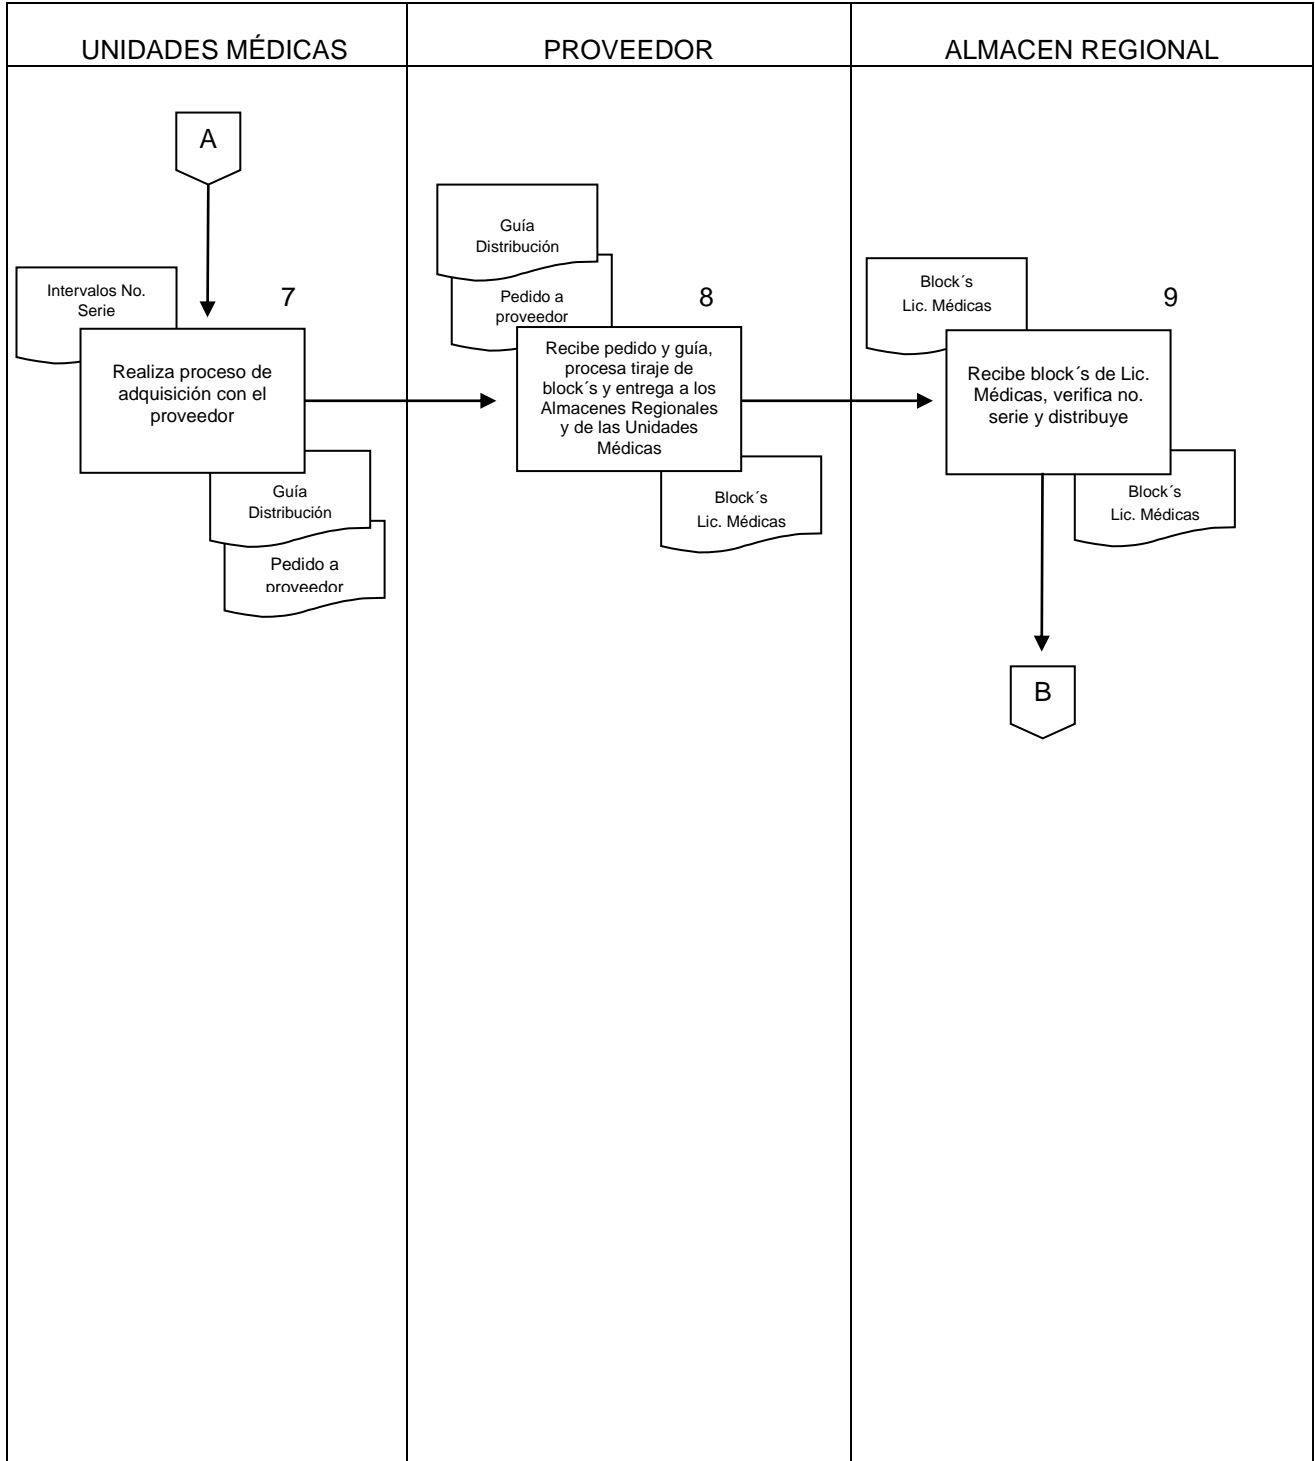 UNIDADES MÉDICAS
PROVEEDOR
ALMACEN REGIONAL
A
Intervalos No.
Serie
7
Realiza proceso de
adquisición con el
proveedor
Guía
Distribución
Pedido a
proveedor
Guía
Distribución
Pedido a
proveedor
8
Recibe pedido y guía,
procesa tiraje de
block´s y entrega a los
Almacenes Regionales
y de las Unidades
Médicas
Block´s
Lic. Médicas
Block´s
Lic. Médicas
9
Recibe block´s de Lic.
Médicas, verifica no.
serie y distribuye
Block´s
Lic. Médicas
B